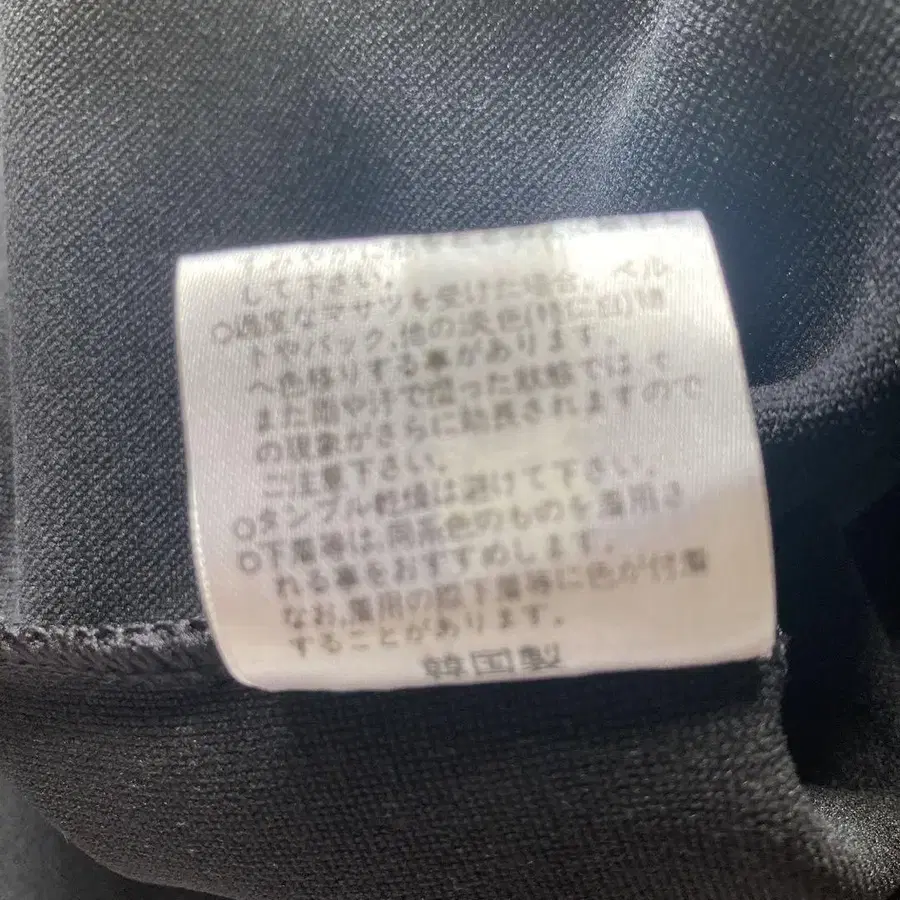 して下さい。
○過度なマサツを受けた場合、ベル
トやバック,他の淡色(特に白)物
へ色移りする事があります。
また雨や汗で湿った状態では
の現象がさらに助長されますので
ご注意下さい。
○タンブル乾燥は避けて下さい。
○下着等は同系色のものを着用さ
れる事をおすすめします。
なお,着用の際下着等に色が付着
することがあります。
韓国製